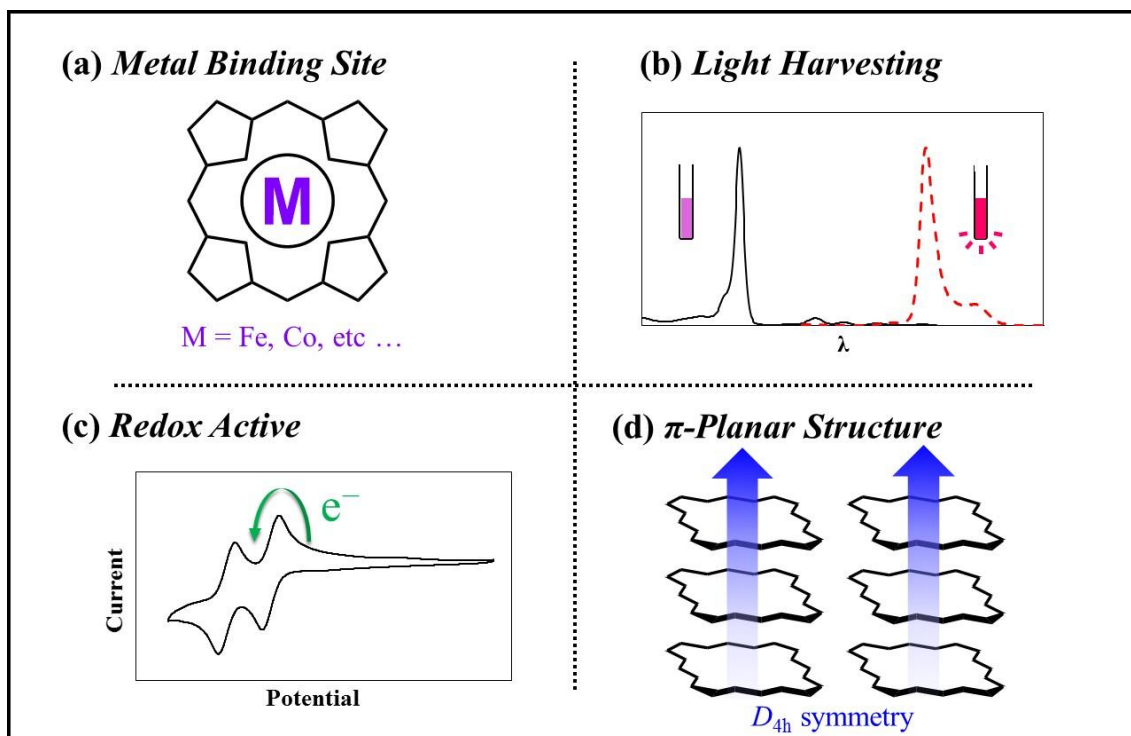 (a) Metal Binding Site
M
M = Fe, Co, etc …
(b) Light Harvesting
λ
(c) Redox Active
e⁻
Current
Potential
(d) π-Planar Structure
D₄ₕ symmetry